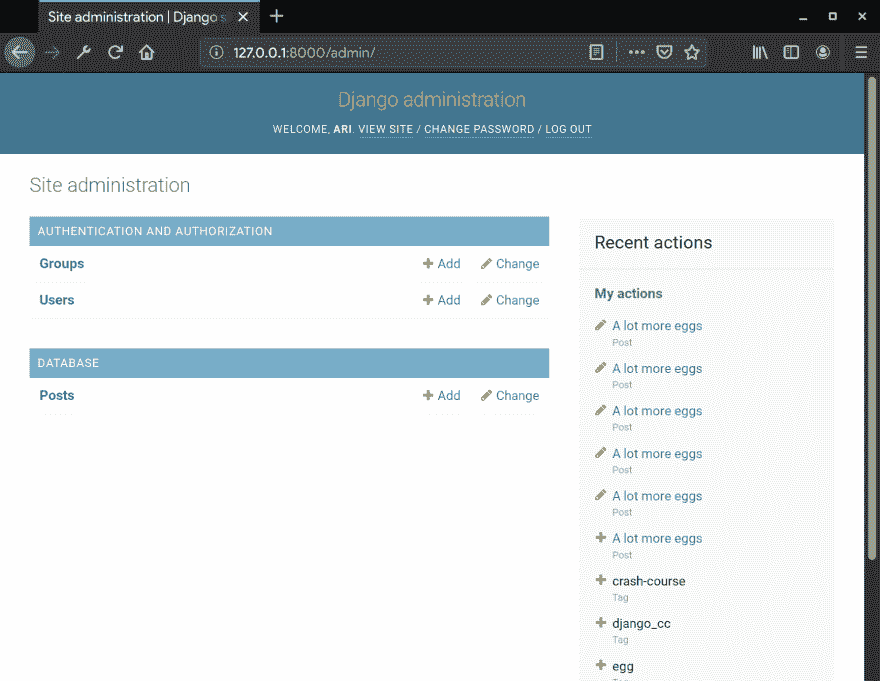 Site administration | Django s
127.0.0.1:8000/admin/
Django administration
WELCOME, ARI. VIEW SITE / CHANGE PASSWORD / LOG OUT
Site administration
AUTHENTICATION AND AUTHORIZATION
Groups Add Change
Users Add Change
DATABASE
Posts Add Change
Recent actions
My actions
A lot more eggs
Post
A lot more eggs
Post
A lot more eggs
Post
A lot more eggs
Post
A lot more eggs
Post
A lot more eggs
Post
crash-course
Tag
django_cc
Tag
egg